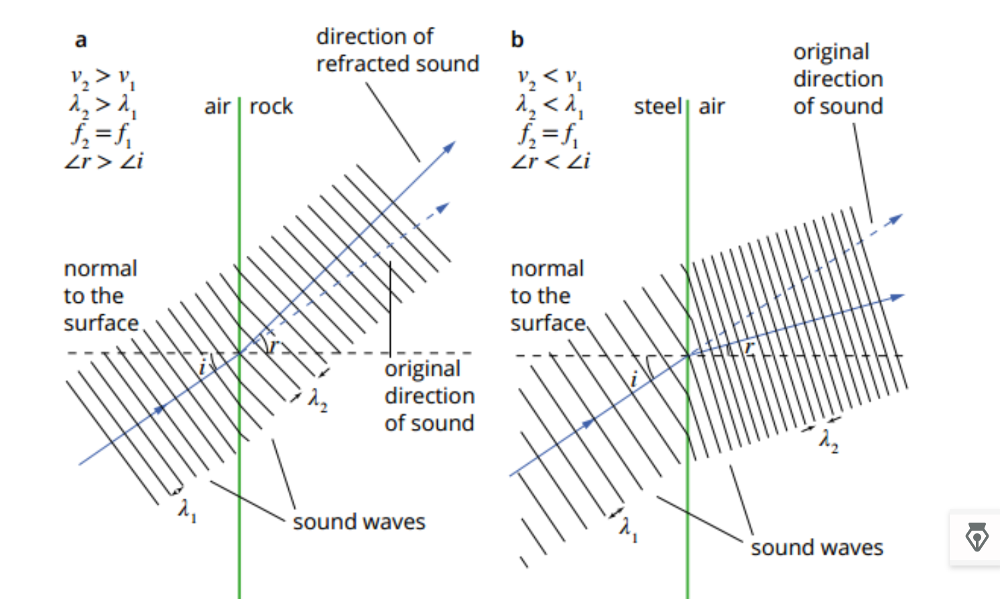 a
v₂ > v₁
λ₂ > λ₁
f₂ = f₁
∠r > ∠i
direction of
refracted sound
air
rock
normal
to the
surface
i
r
λ₁
λ₂
original
direction
of sound
sound waves
b
v₂ < v₁
λ₂ < λ₁
f₂ = f₁
∠r < ∠i
steel
air
original
direction
of sound
normal
to the
surface
i
r
λ₁
λ₂
sound waves